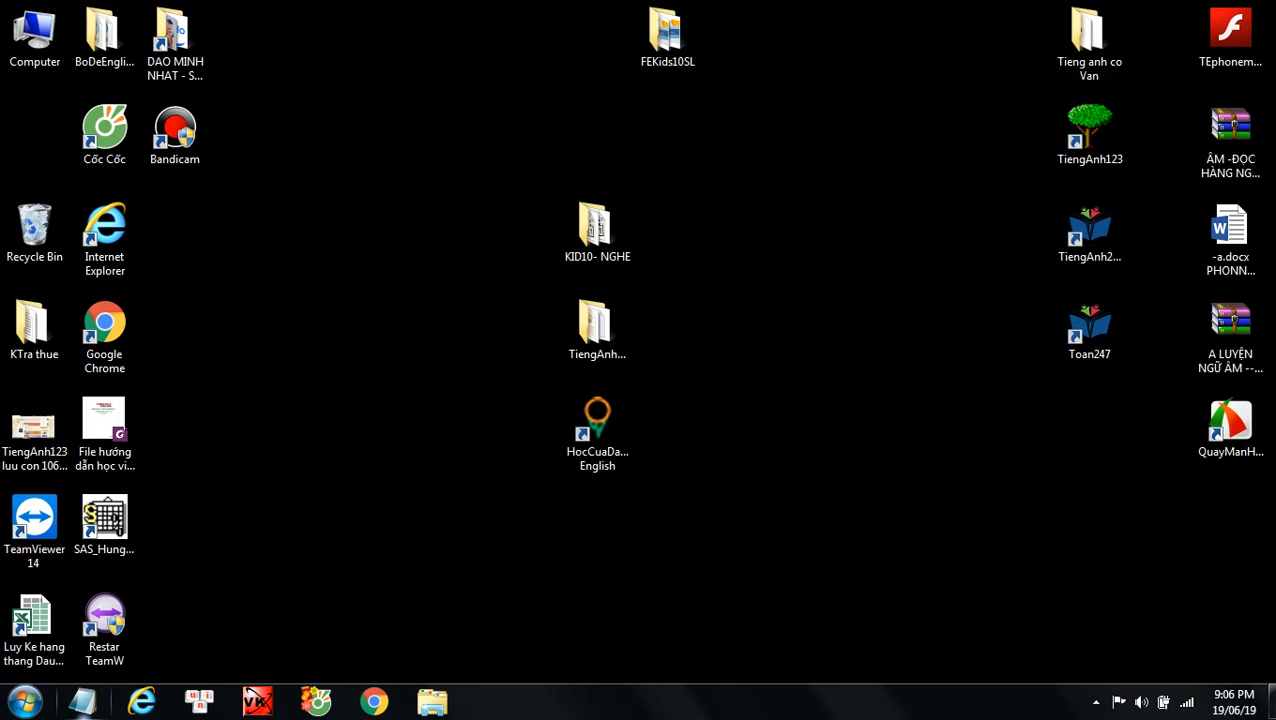 Computer
BoDeEngli...
DAO MINH
NHAT - S...
FEKids10SL
Tieng anh co
Van
TEphonem...
Cốc Cốc
Bandicam
TiengAnh123
ÂM -ĐỌC
HÀNG NG...
Recycle Bin
Internet
Explorer
KID10- NGHE
TiengAnh2...
-a.docx
PHONN...
KTra thue
Google
Chrome
TiengAnh...
Toan247
A LUYỆN
NGỮ ÂM --...
TiengAnh123
luu con 106...
File hướng
dẫn học vi...
HocCuaDa...
English
QuayManH...
TeamViewer
14
SAS_Hung...
Luy Ke hang
thang Dau...
Restar
TeamW
VK
9:06 PM
19/06/19